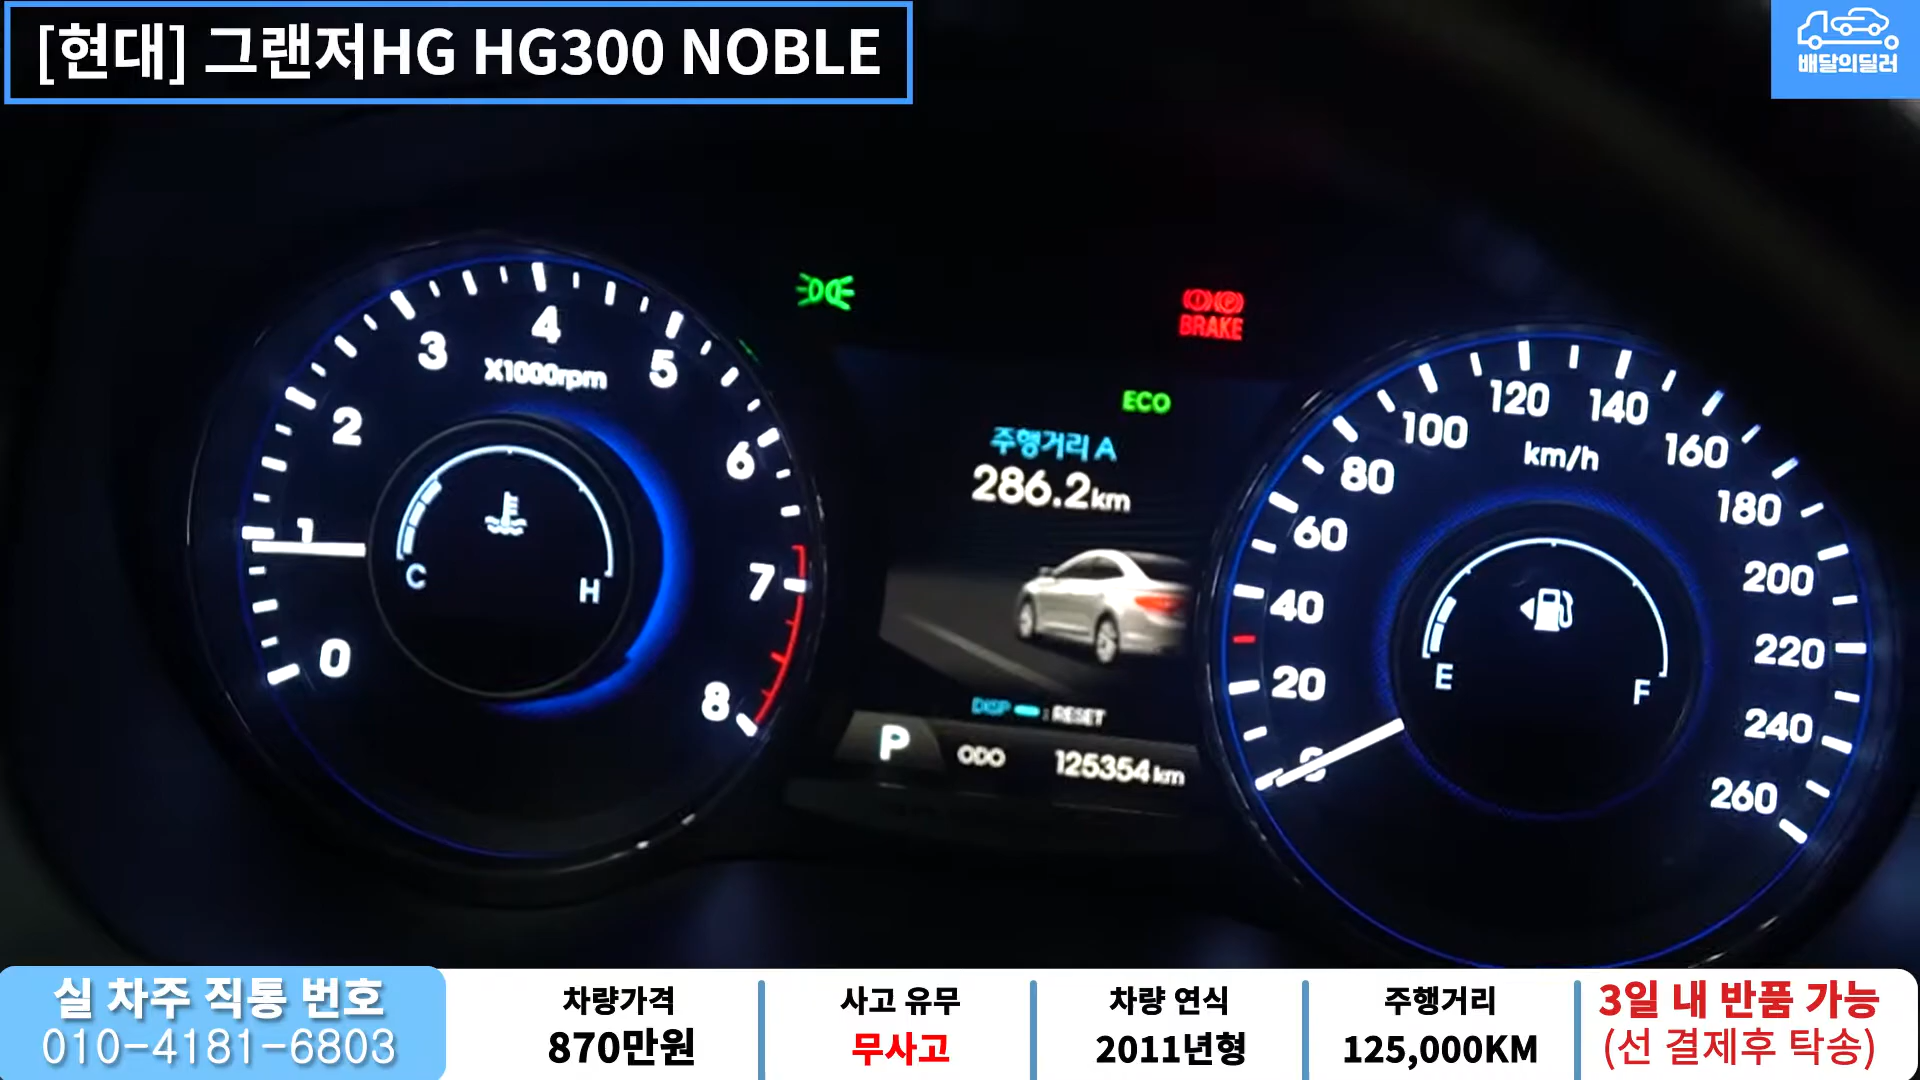 [현대] 그랜저HG HG300 NOBLE
배달의딜러
0
1
2
3
4
5
6
7
8
X1000rpm
C
H
BRAKE
ECO
주행거리 A
286.2km
DISP : RESET
P
ODO 125354km
0
20
40
60
80
100
120
140
160
180
200
220
240
260
km/h
E
F
실 차주 직통 번호
010-4181-6803
차량가격
870만원
사고 유무
무사고
차량 연식
2011년형
주행거리
125,000KM
3일 내 반품 가능
(선 결제후 탁송)